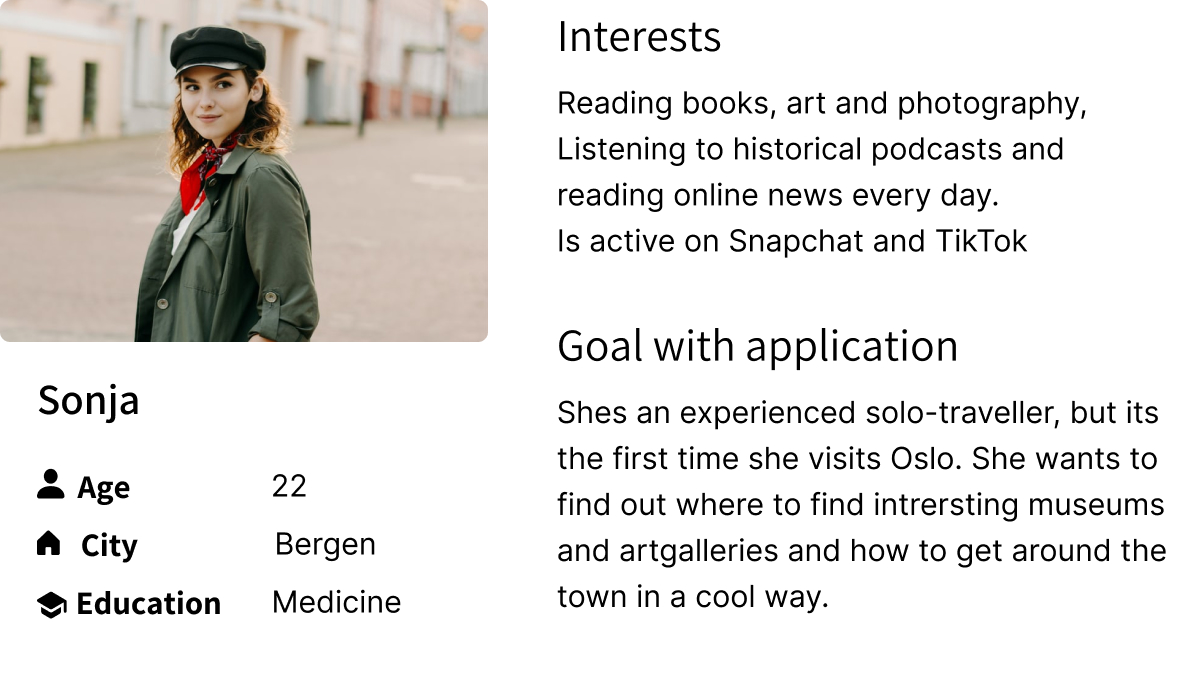 Interests
Reading books, art and photography,
Listening to historical podcasts and
reading online news every day.
Is active on Snapchat and TikTok
Goal with application
Shes an experienced solo-traveller, but its
the first time she visits Oslo. She wants to
find out where to find intrersting museums
and artgalleries and how to get around the
town in a cool way.
Sonja
Age 22
City Bergen
Education Medicine